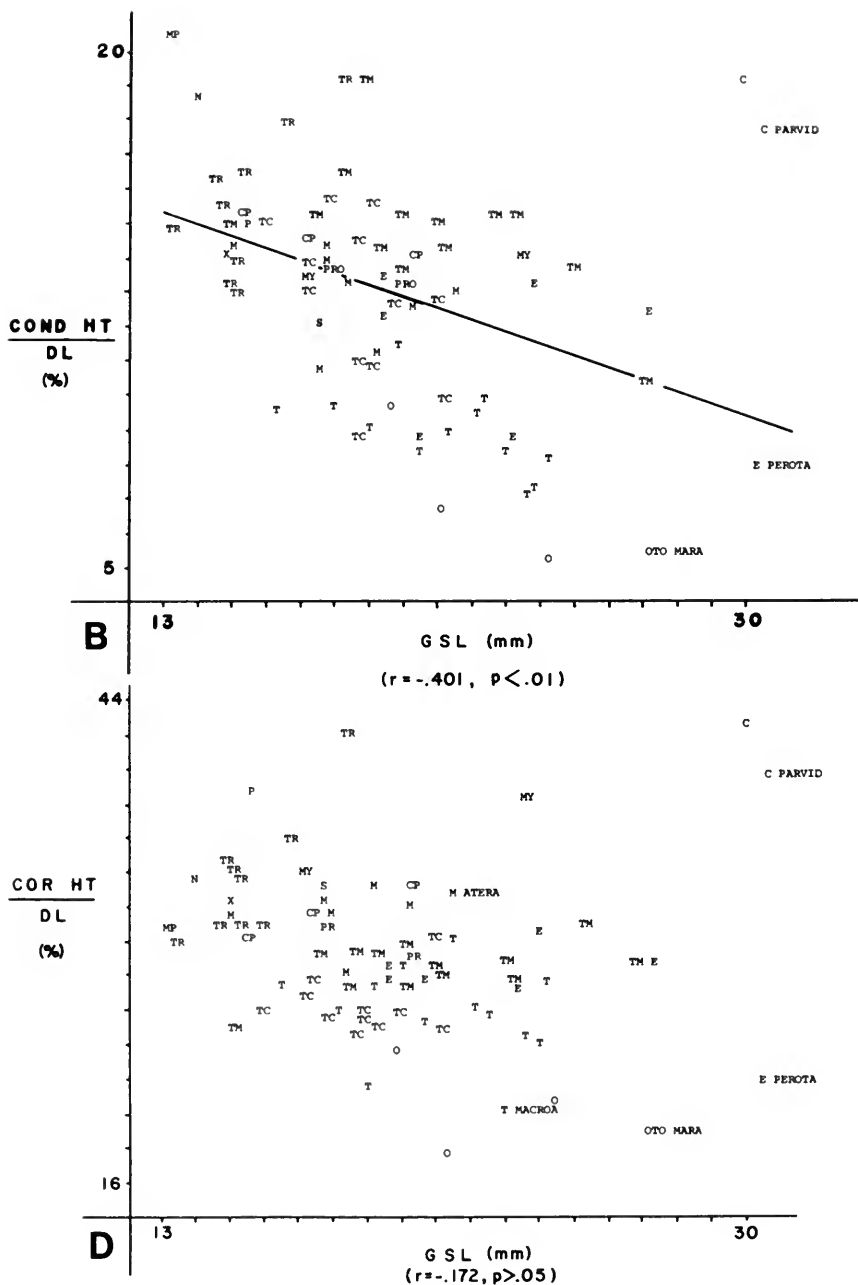 MP
20
TR TM
C
N
C PARVID
TR
TR
TM
TR
TC
TC
TR
CP
TM
TM
TM
TM
TM P
TC
TM
TR
CP
TC
M
M
TM
TM
X
CP
MY
TR
TC
M
PRO
TM
TM
MY
E
TR
M
PRO
E
TR
TC
M
TC
TC
M
E
S
E
COND HT
DL
(%)
T
M
TC
TC
M
TM
TC
T
T
T
O
T
T
TC
E
T
E
T
T
E PEROTA
T
T
T
O
OTO MARA
5
O
13
30
B
GSL (mm)
(r=-.401, p<.01)
44
C
TR
C PARVID
P
MY
TR
TR
TR
MY
COR HT
DL
(%)
N
TR
S
M
CP
M ATERA
X
M
M
M
CP
M
MP
TR
TR
TR
PR
TM
TR
CP
TC
T
E
TM
TM
TM
TM
PR
TM
TM E
E
T
TM
M
TM
T
TC
E
E
TM
T
TM
T
TM
E
TC
TC
T
TC
TC
T
T
TM
TC
TC
T
TC
TC
TC
T
T
O
T
E PEROTA
O
T MACROA
OTO MARA
O
16
13
30
D
GSL (mm)
(r=-.172, p>.05)